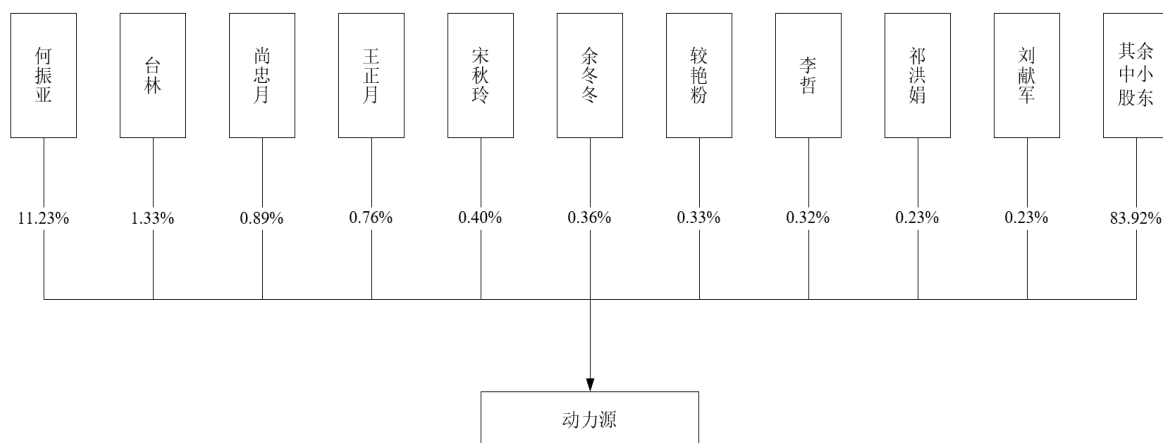 何振亚
台林
尚忠月
王正月
宋秋玲
余冬冬
较艳粉
李哲
祁洪娟
刘献军
其余
中小
股东
11.23%
1.33%
0.89%
0.76%
0.40%
0.36%
0.33%
0.32%
0.23%
0.23%
83.92%
动力源